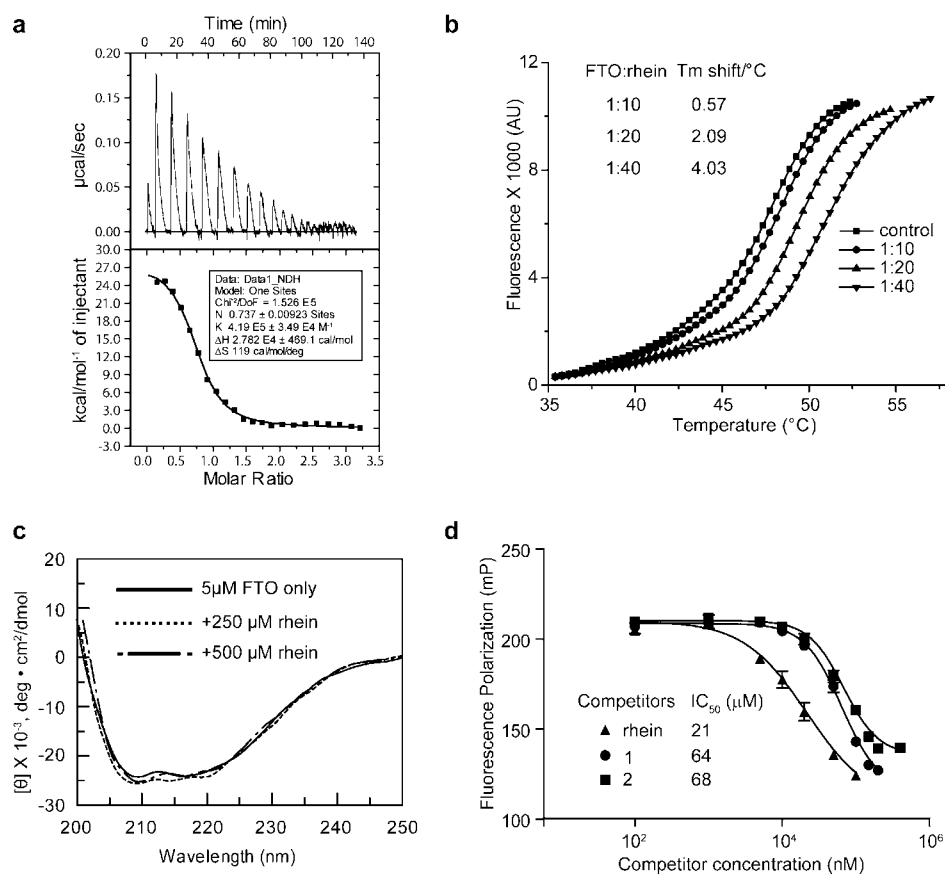 a
Time (min)
0 20 40 60 80 100 120 140
0.20
0.15
0.10
0.05
0.00
µcal/sec
30.0
27.0
24.0
21.0
18.0
15.0
12.0
9.0
6.0
3.0
0.0
-3.0
kcal/mol⁻¹ of injectant
Data: Data1_NDH
Model: One Sites
Chi^2/DoF = 1.526 E5
N 0.737 ± 0.00923 Sites
K 4.19 E5 ± 3.49 E4 M⁻¹
ΔH 2.782 E4 ± 469.1 cal/mol
ΔS 119 cal/mol/deg
0.0 0.5 1.0 1.5 2.0 2.5 3.0 3.5
Molar Ratio
b
FTO:rhein Tm shift/°C
1:10 0.57
1:20 2.09
1:40 4.03
12
8
4
0
Fluorescence X 1000 (AU)
control
1:10
1:20
1:40
35 40 45 50 55
Temperature (°C)
c
20
10
0
-10
-20
-30
[θ] X 10⁻³, deg • cm²/dmol
5µM FTO only
+250 µM rhein
+500 µM rhein
200 210 220 230 240 250
Wavelength (nm)
d
250
200
150
100
Fluorescence Polarization (mP)
Competitors IC₅₀ (µM)
rhein 21
1 64
2 68
10² 10⁴ 10⁶
Competitor concentration (nM)